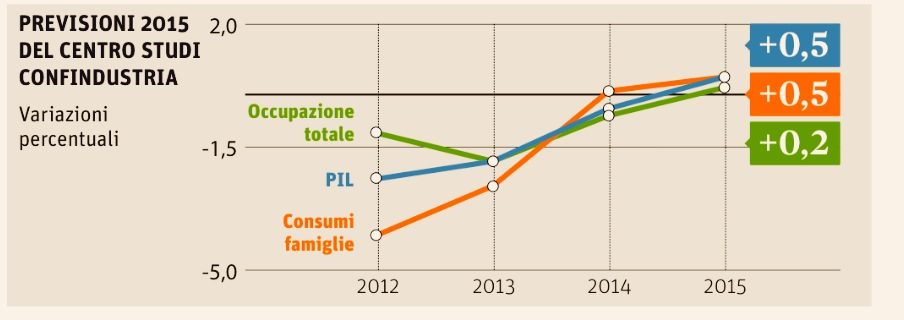 PREVISIONI 2015
DEL CENTRO STUDI
CONFINDUSTRIA
Variazioni
percentuali
2,0
-1,5
-5,0
Occupazione
totale
PIL
Consumi
famiglie
2012
2013
2014
2015
+0,5
+0,5
+0,2